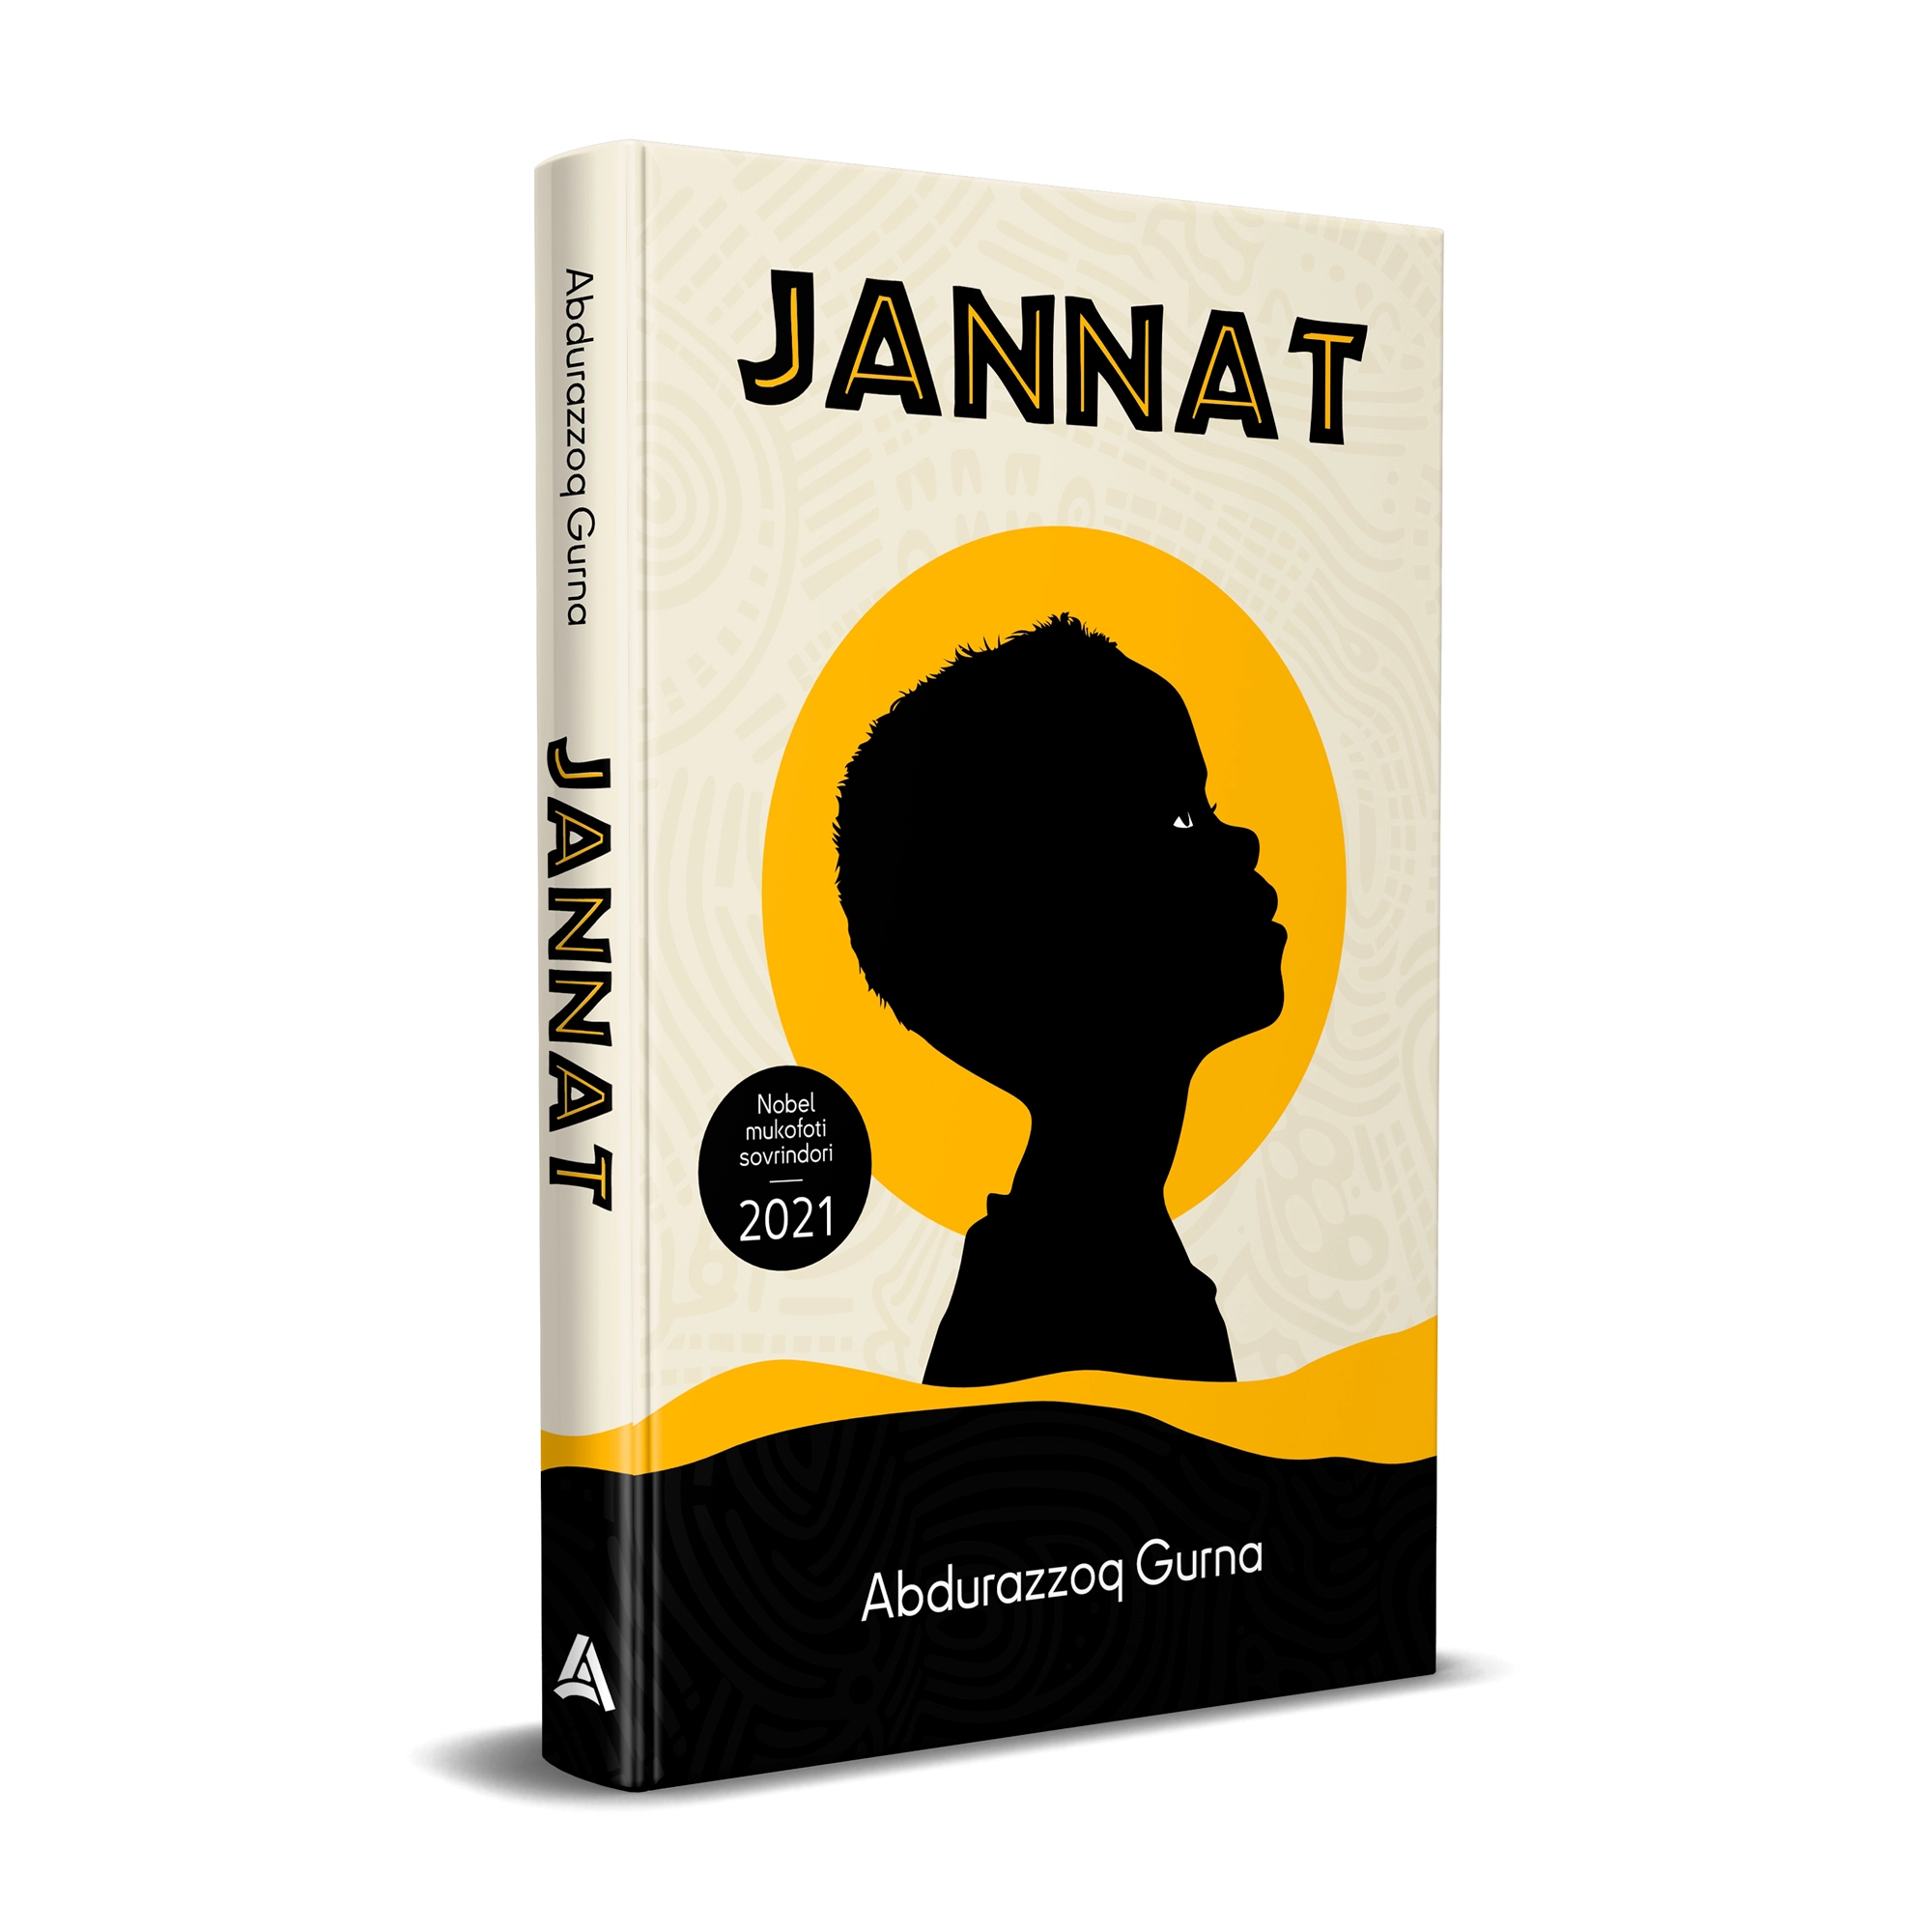 Abdurazzoq Gurna
JANNAT
JANNAT
Nobel
mukofoti
sovrindori
2021
Abdurazzoq Gurna